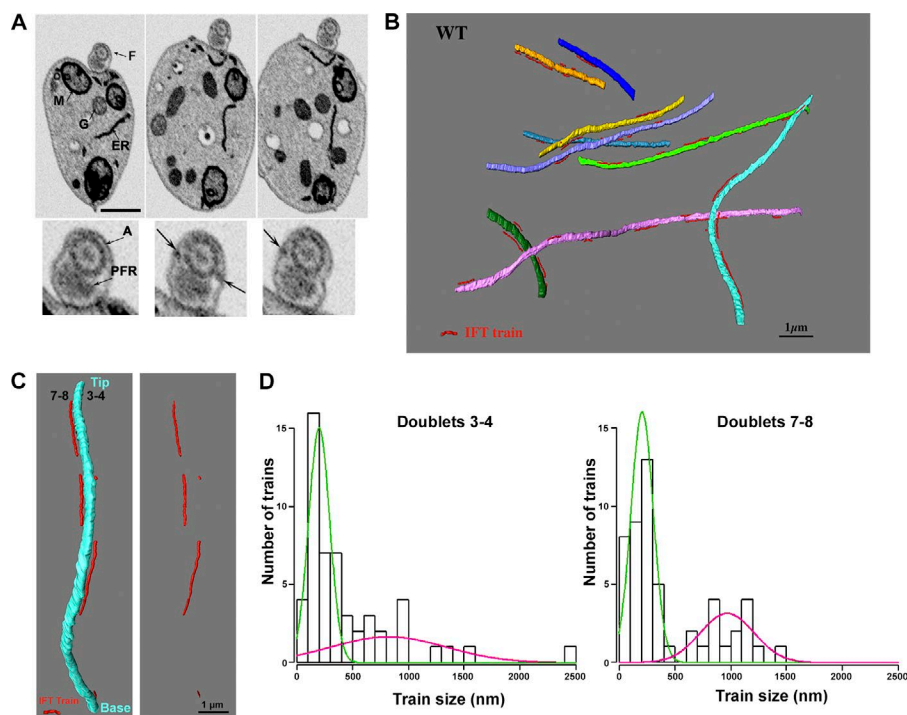 A
F
M
G
ER
A
PFR
B
WT
IFT train
1µm
C
Tip
7-8 3-4
IFT Train
Base
1 µm
D
Doublets 3-4
Number of trains
15
10
5
0
0 500 1000 1500 2000 2500
Train size (nm)
Doublets 7-8
Number of trains
15
10
5
0
0 500 1000 1500 2000 2500
Train size (nm)